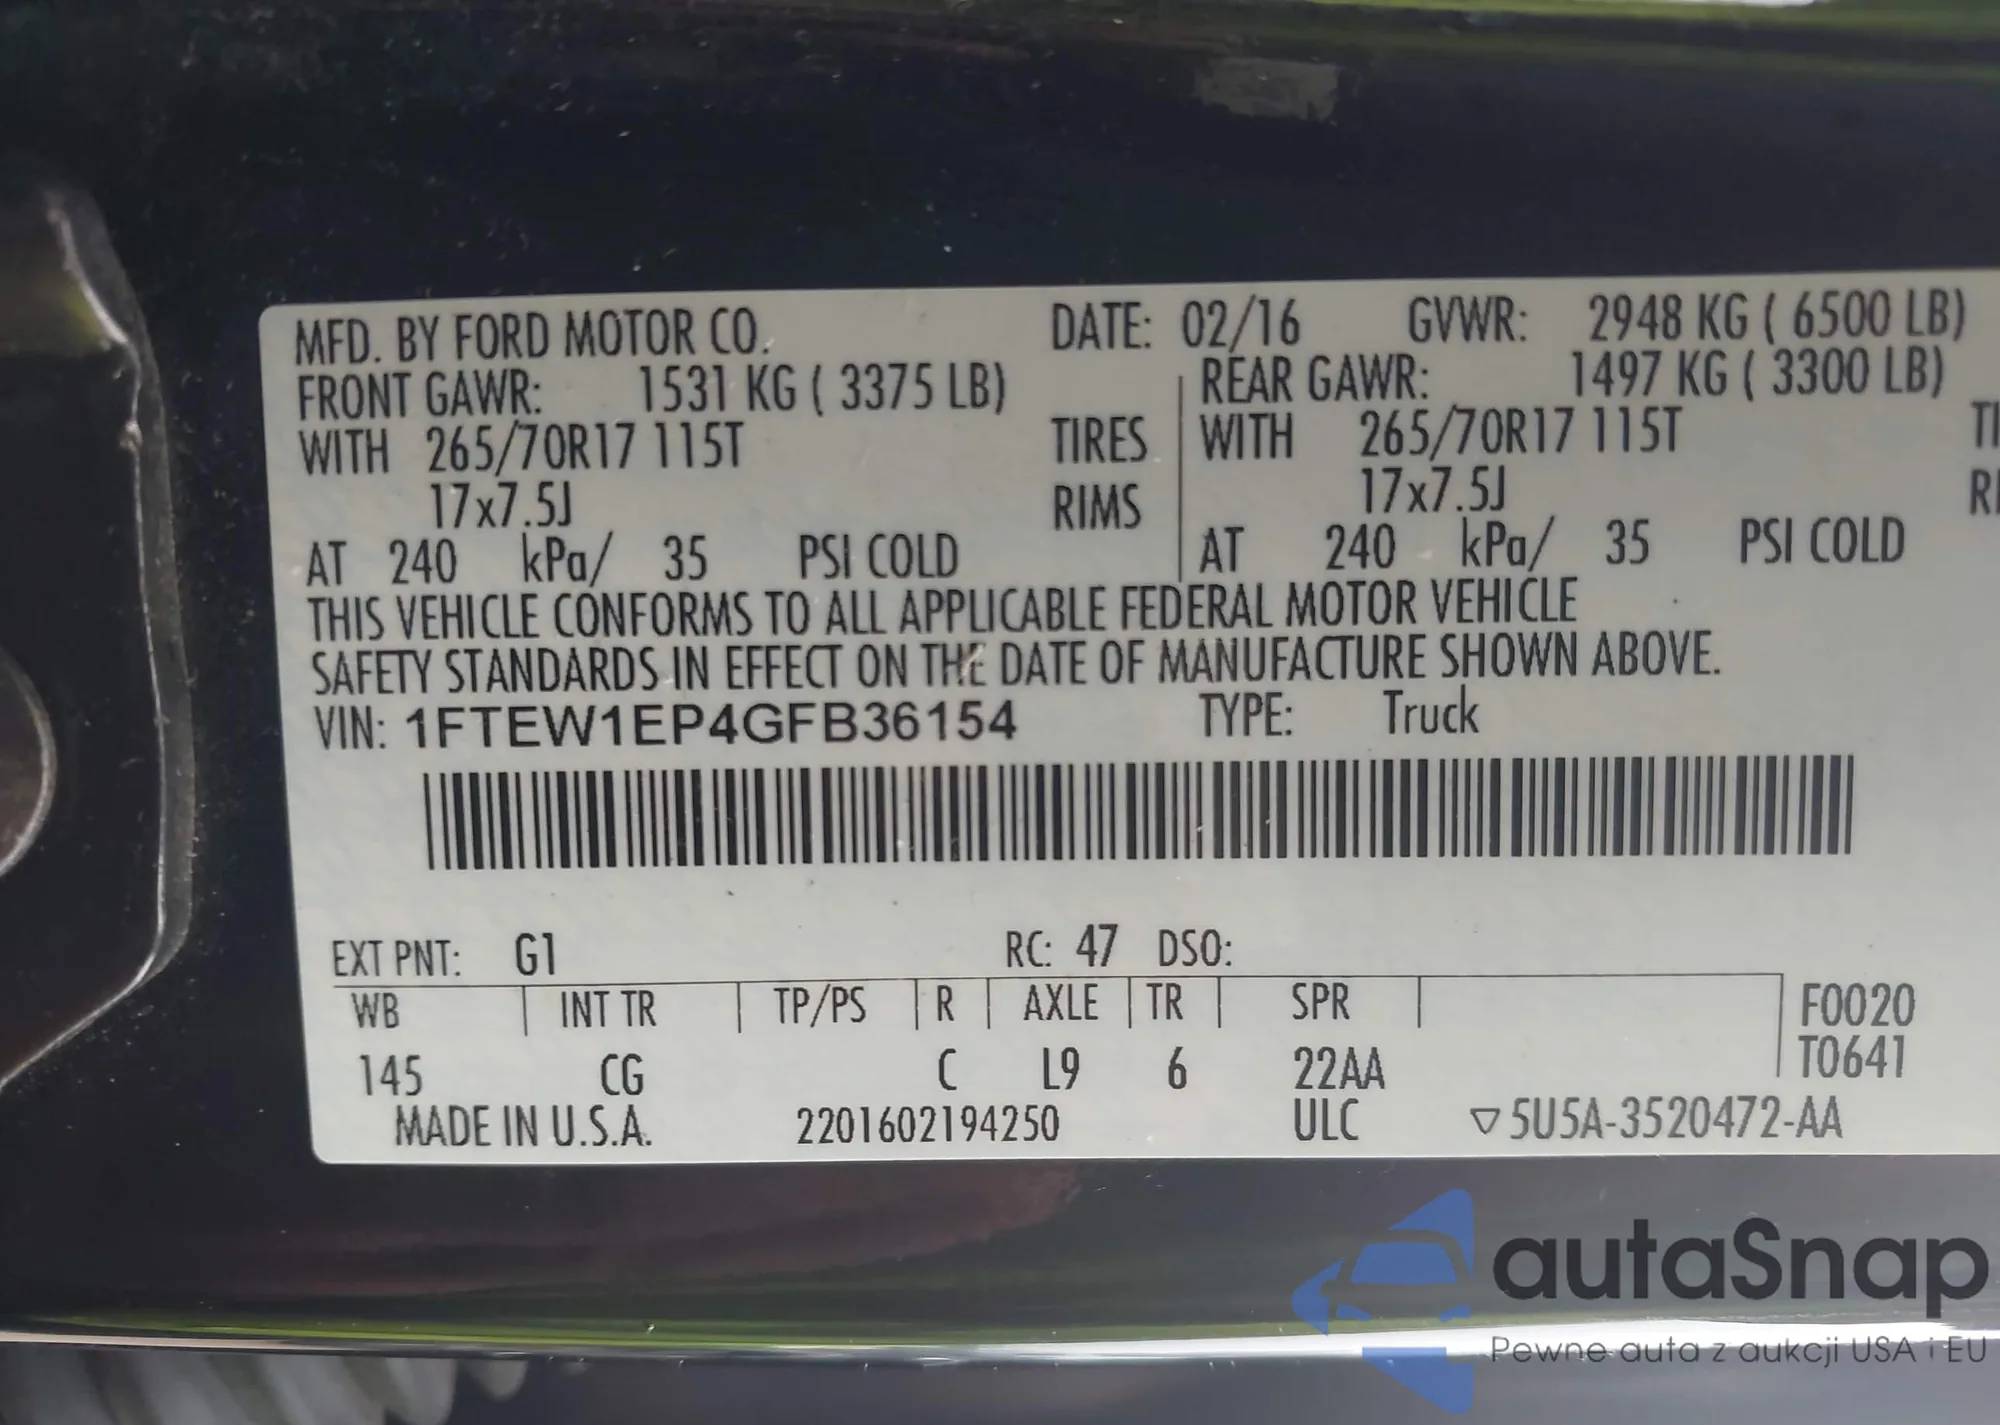 MFD. BY FORD MOTOR CO. DATE: 02/16 GVWR: 2948 KG ( 6500 LB)
FRONT GAWR: 1531 KG ( 3375 LB) REAR GAWR: 1497 KG ( 3300 LB)
WITH 265/70R17 115T TIRES WITH 265/70R17 115T TI
17x7.5J RIMS 17x7.5J RI
AT 240 kPa/ 35 PSI COLD AT 240 kPa/ 35 PSI COLD
THIS VEHICLE CONFORMS TO ALL APPLICABLE FEDERAL MOTOR VEHICLE
SAFETY STANDARDS IN EFFECT ON THE DATE OF MANUFACTURE SHOWN ABOVE.
VIN: 1FTEW1EP4GFB36154 TYPE: Truck
EXT PNT: G1 RC: 47 DSO:
WB INT TR TP/PS R AXLE TR SPR F0020
145 CG C L9 6 22AA T0641
MADE IN U.S.A. 2201602194250 ULC ▽5U5A-3520472-AA
autaSnap
Pewne auta z aukcji USA i EU